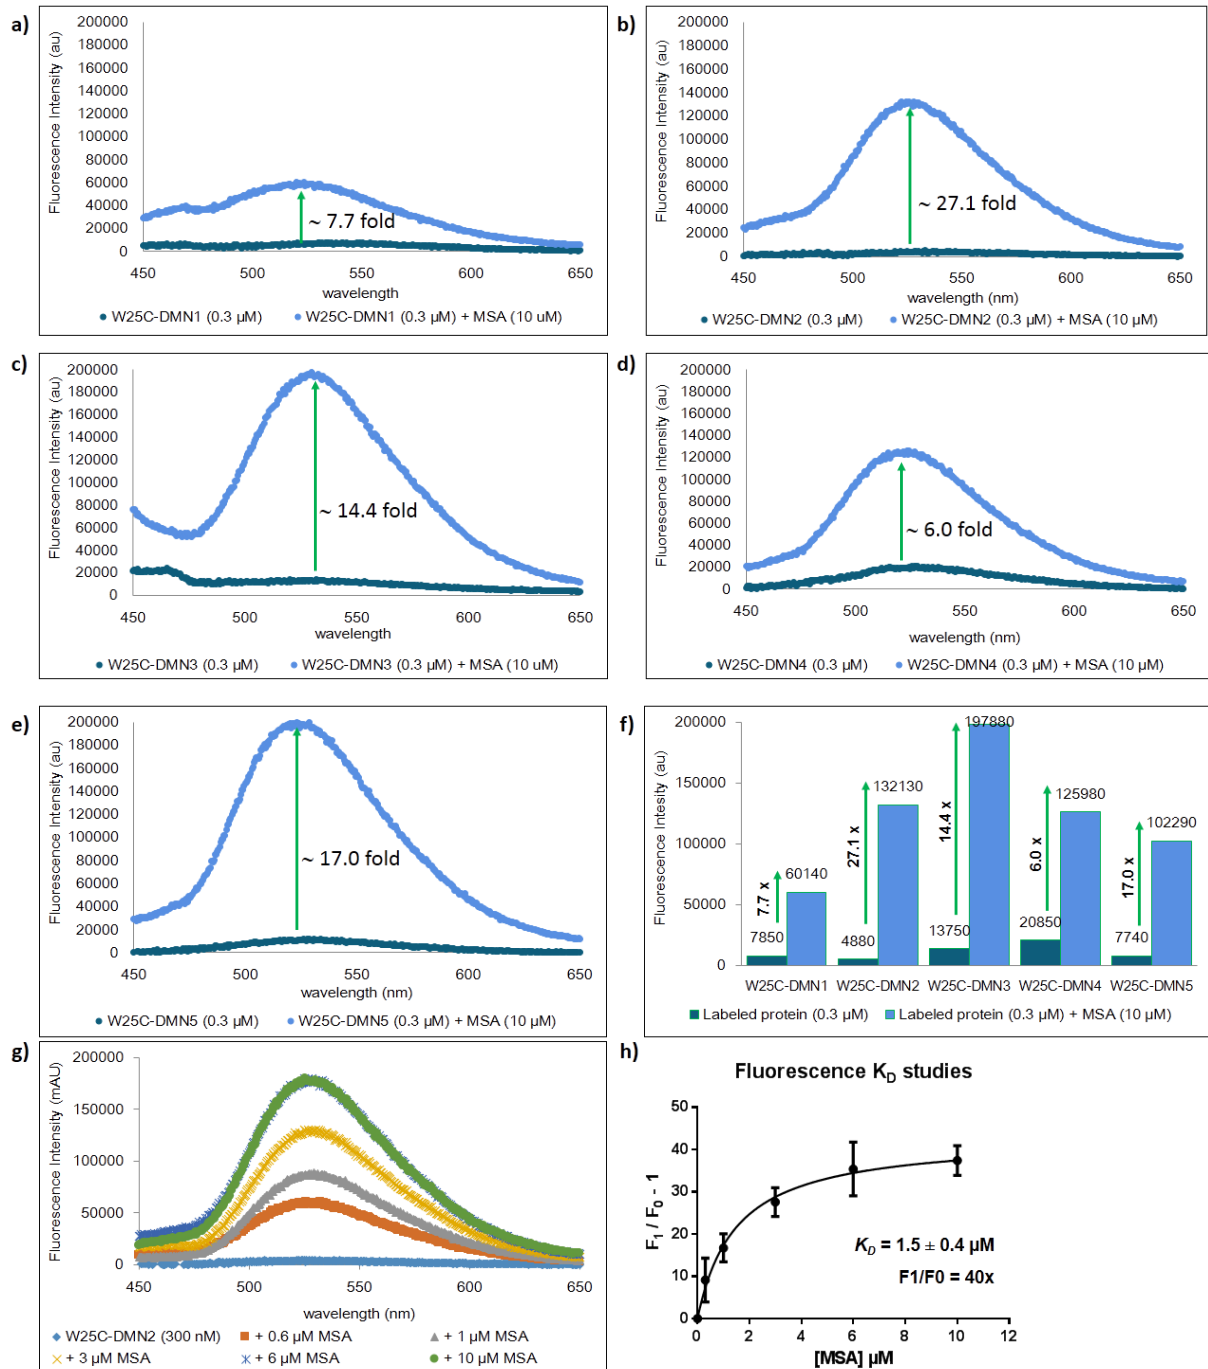 a)
Fluorescence Intensity (au)
200000
180000
160000
140000
120000
100000
80000
60000
40000
20000
0
~ 7.7 fold
450 500 550 600 650
wavelength
W25C-DMN1 (0.3 µM) W25C-DMN1 (0.3 µM) + MSA (10 uM)
b)
Fluorescence Intensity (au)
200000
180000
160000
140000
120000
100000
80000
60000
40000
20000
0
~ 27.1 fold
450 500 550 600 650
wavelength (nm)
W25C-DMN2 (0.3 µM) W25C-DMN2 (0.3 µM) + MSA (10 µM)
c)
Fluorescence Intensity (au)
200000
180000
160000
140000
120000
100000
80000
60000
40000
20000
0
~ 14.4 fold
450 500 550 600 650
wavelength
W25C-DMN3 (0.3 µM) W25C-DMN3 (0.3 µM) + MSA (10 uM)
d)
Fluorescence Intensity (au)
200000
180000
160000
140000
120000
100000
80000
60000
40000
20000
0
~ 6.0 fold
450 500 550 600 650
wavelength (nm)
W25C-DMN4 (0.3 µM) W25C-DMN4 (0.3 µM) + MSA (10 µM)
e)
Fluorescence Intensity (au)
200000
180000
160000
140000
120000
100000
80000
60000
40000
20000
0
~ 17.0 fold
450 500 550 600 650
wavelength (nm)
W25C-DMN5 (0.3 µM) W25C-DMN5 (0.3 µM) + MSA (10 µM)
f)
Fluorescence Intesity (au)
200000
150000
100000
50000
0
7.7 x
7850
60140
27.1 x
4880
132130
14.4 x
13750
197880
6.0 x
20850
125980
17.0 x
7740
102290
W25C-DMN1 W25C-DMN2 W25C-DMN3 W25C-DMN4 W25C-DMN5
Labeled protein (0.3 µM) Labeled protein (0.3 µM) + MSA (10 µM)
g)
Fluorescence Intensity (mAU)
200000
150000
100000
50000
0
450 500 550 600 650
wavelength (nm)
W25C-DMN2 (300 nM) + 0.6 µM MSA + 1 µM MSA
+ 3 µM MSA + 6 µM MSA + 10 µM MSA
h)
Fluorescence KD studies
F1 / F0 - 1
50
40
30
20
10
0
KD = 1.5 ± 0.4 µM
F1/F0 = 40x
0 2 4 6 8 10 12
[MSA] µM